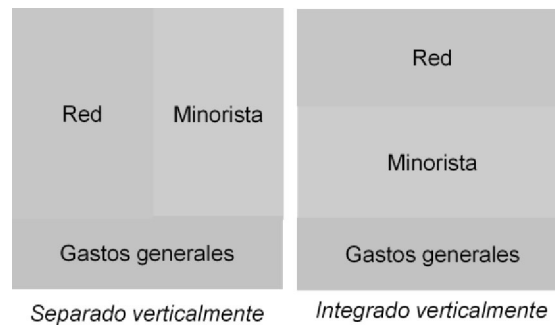 Red
Minorista
Gastos generales
Separado verticalmente
Red
Minorista
Gastos generales
Integrado verticalmente